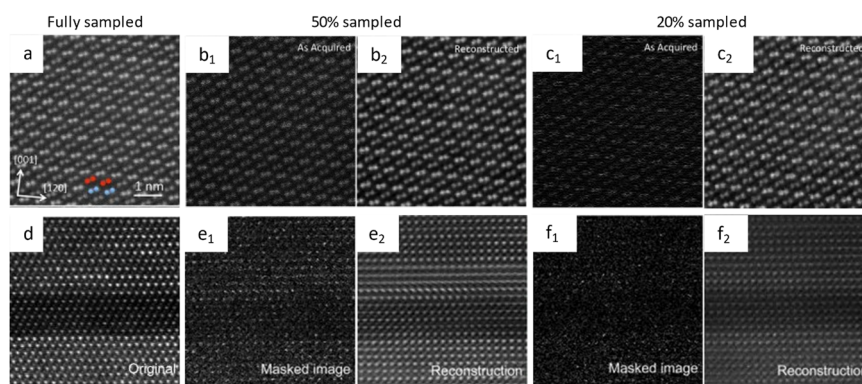 Fully sampled
50% sampled
20% sampled
a
b1
As Acquired
b2
Reconstructed
c1
As Acquired
c2
Reconstructed
[001]
[120]
1 nm
d
Original
e1
Masked image
e2
Reconstruction
f1
Masked image
f2
Reconstruction